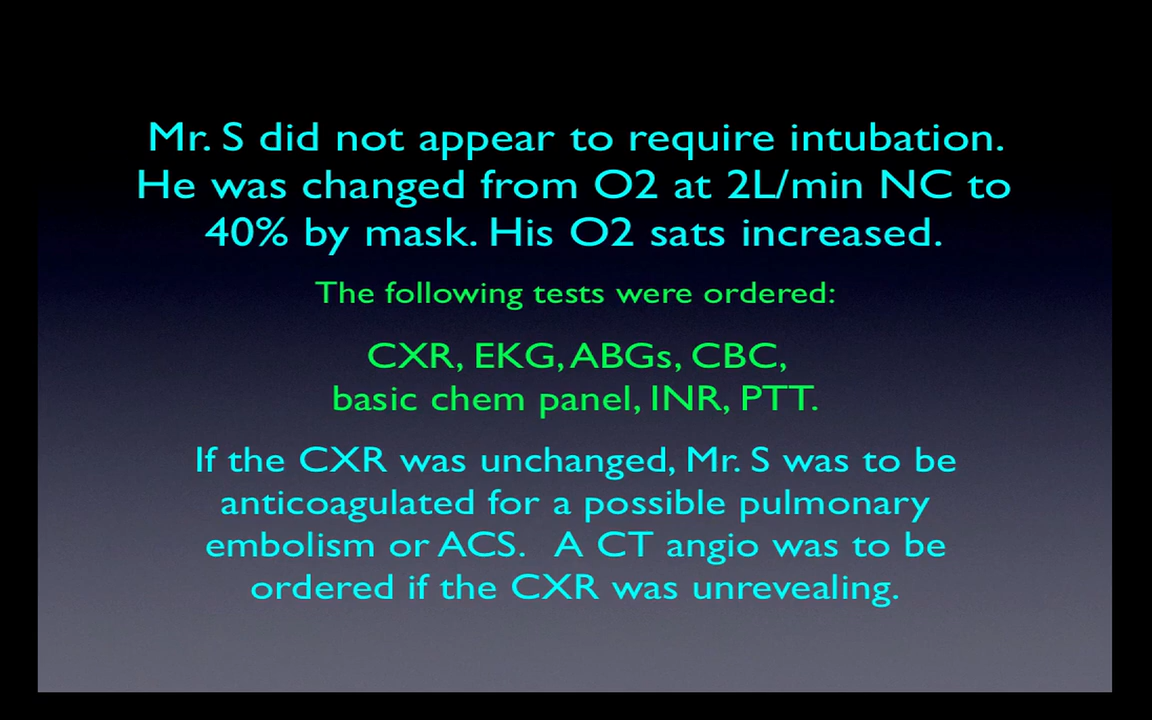 Mr. S did not appear to require intubation.
He was changed from O2 at 2L/min NC to
40% by mask. His O2 sats increased.
The following tests were ordered:
CXR, EKG, ABGs, CBC,
basic chem panel, INR, PTT.
If the CXR was unchanged, Mr. S was to be
anticoagulated for a possible pulmonary
embolism or ACS. A CT angio was to be
ordered if the CXR was unrevealing.